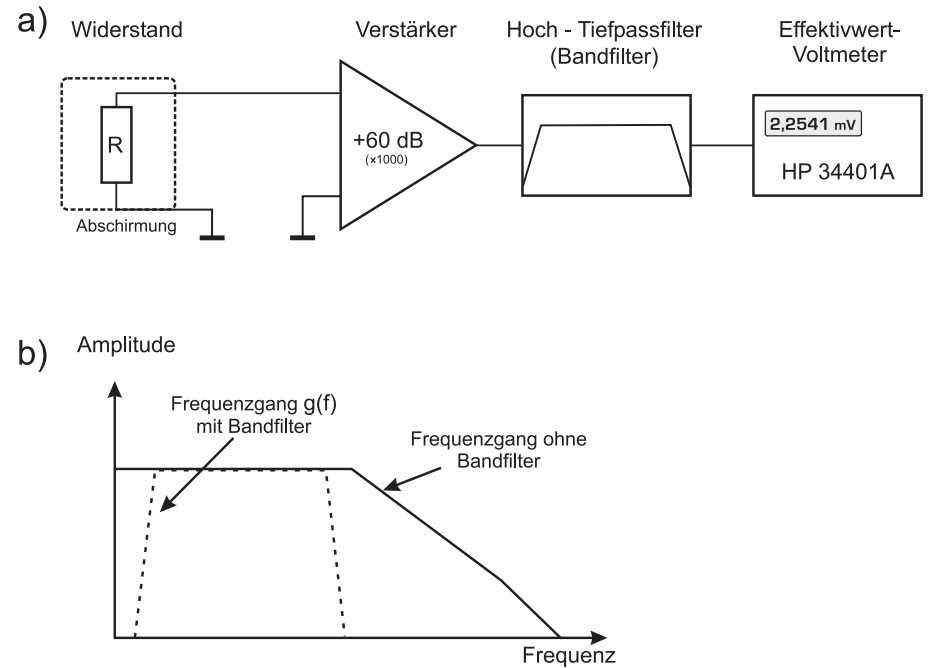 a)
Widerstand
Verstärker
Hoch - Tiefpassfilter
(Bandfilter)
Effektivwert-
Voltmeter
R
Abschirmung
+60 dB
(×1000)
2,2541 mV
HP 34401A
b)
Amplitude
Frequenzgang g(f)
mit Bandfilter
Frequenzgang ohne
Bandfilter
Frequenz